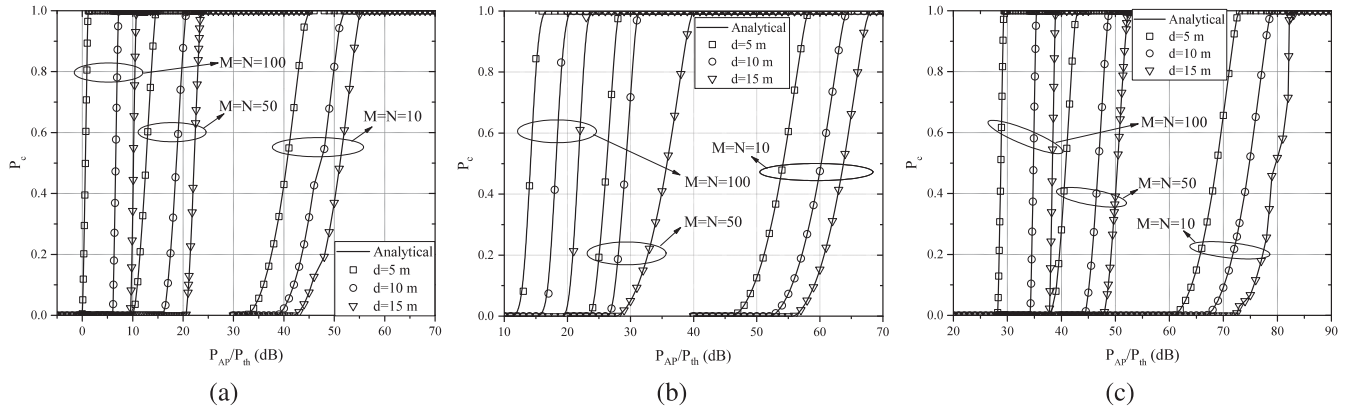 1.0
0.8
0.6
0.4
0.2
0.0
P_c
0 10 20 30 40 50 60 70
P_AP/P_th (dB)
M=N=100
M=N=50
M=N=10
Analytical
d=5 m
d=10 m
d=15 m
(a)
1.0
0.8
0.6
0.4
0.2
0.0
P_c
10 20 30 40 50 60 70
P_AP/P_th (dB)
Analytical
d=5 m
d=10 m
d=15 m
M=N=10
M=N=100
M=N=50
(b)
1.0
0.8
0.6
0.4
0.2
0.0
P_c
20 30 40 50 60 70 80 90
P_AP/P_th (dB)
Analytical
d=5 m
d=10 m
d=15 m
M=N=100
M=N=50
M=N=10
(c)